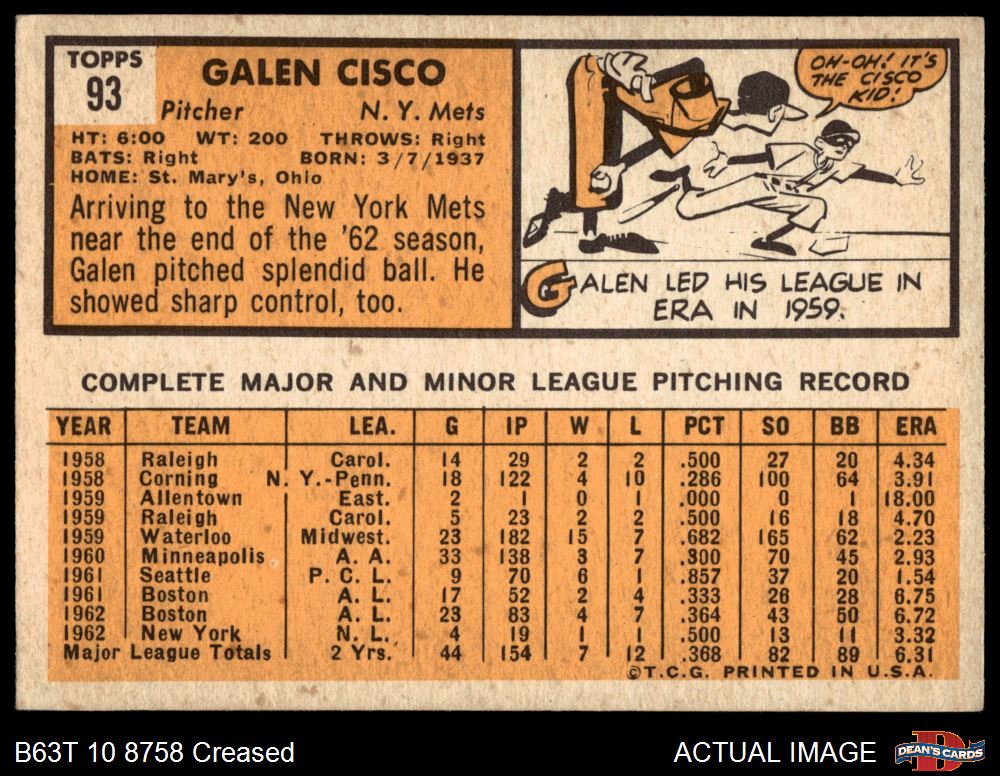 TOPPS
93
GALEN CISCO
Pitcher N. Y. Mets
HT: 6:00 WT: 200 THROWS: Right
BATS: Right BORN: 3/7/1937
HOME: St. Mary's, Ohio
Arriving to the New York Mets
near the end of the '62 season,
Galen pitched splendid ball. He
showed sharp control, too.
OH-OH! IT'S
THE CISCO
KID!
GALEN LED HIS LEAGUE IN
ERA IN 1959.
COMPLETE MAJOR AND MINOR LEAGUE PITCHING RECORD
YEAR TEAM LEA. G IP W L PCT SO BB ERA
1958 Raleigh Carol. 14 29 2 2 .500 27 20 4.34
1958 Corning N. Y.-Penn. 18 122 4 10 .286 100 64 3.91
1959 Allentown East. 2 1 0 1 .000 0 1 18.00
1959 Raleigh Carol. 5 23 2 2 .500 16 18 4.70
1959 Waterloo Midwest. 23 182 15 7 .682 165 62 2.23
1960 Minneapolis A. A. 33 138 3 7 .300 70 45 2.93
1961 Seattle P. C. L. 9 70 6 1 .857 37 20 1.54
1961 Boston A. L. 17 52 2 4 .333 26 28 6.75
1962 Boston A. L. 23 83 4 7 .364 43 50 6.72
1962 New York N. L. 4 19 1 1 .500 13 11 3.32
Major League Totals 2 Yrs. 44 154 7 12 .368 82 89 6.31
©T.C.G. PRINTED IN U.S.A.
B63T 10 8758 Creased ACTUAL IMAGE
DEAN'S CARDS